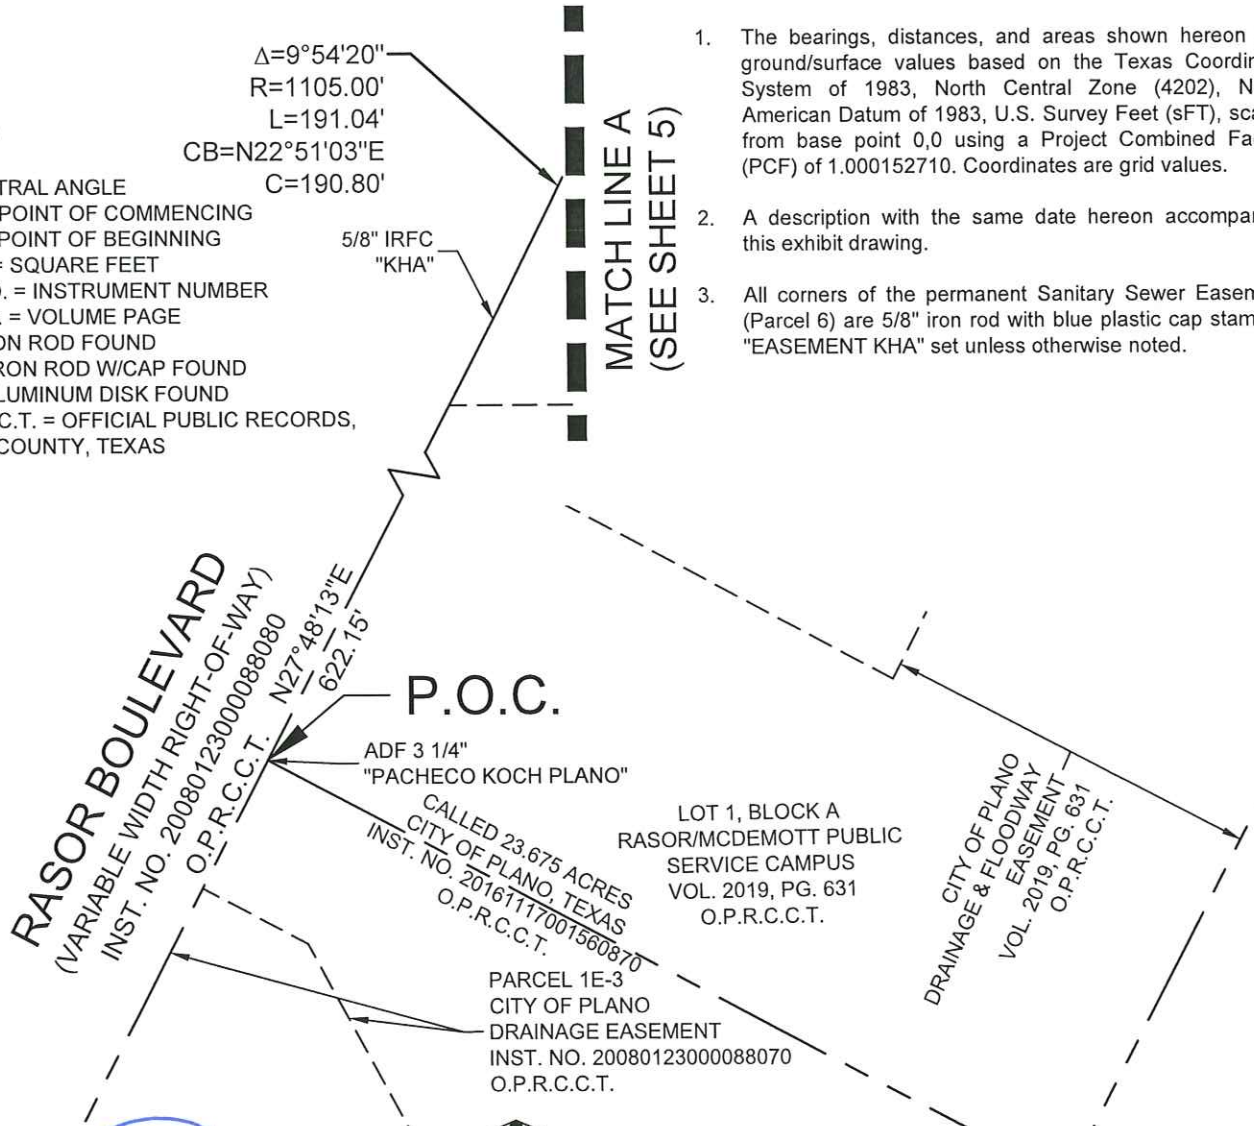 Δ=9°54'20"
R=1105.00'
L=191.04'
CB=N22°51'03"E
C=190.80'
TRAL ANGLE
POINT OF COMMENCING
POINT OF BEGINNING
= SQUARE FEET
. = INSTRUMENT NUMBER
. = VOLUME PAGE
ON ROD FOUND
RON ROD W/CAP FOUND
LUMINUM DISK FOUND
C.T. = OFFICIAL PUBLIC RECORDS,
COUNTY, TEXAS
5/8" IRFC
"KHA"
MATCH LINE A
(SEE SHEET 5)
1. The bearings, distances, and areas shown hereon
ground/surface values based on the Texas Coordin
System of 1983, North Central Zone (4202), N
American Datum of 1983, U.S. Survey Feet (sFT), sca
from base point 0,0 using a Project Combined Fa
(PCF) of 1.000152710. Coordinates are grid values.
2. A description with the same date hereon accompa
this exhibit drawing.
3. All corners of the permanent Sanitary Sewer Easem
(Parcel 6) are 5/8" iron rod with blue plastic cap stam
"EASEMENT KHA" set unless otherwise noted.
RASOR BOULEVARD
(VARIABLE WIDTH RIGHT-OF-WAY)
INST. NO. 20080123000088080
O.P.R.C.C.T.
N27°48'13"E
622.15'
P.O.C.
ADF 3 1/4"
"PACHECO KOCH PLANO"
CALLED 23.675 ACRES
CITY OF PLANO, TEXAS
INST. NO. 20161117001560870
O.P.R.C.C.T.
LOT 1, BLOCK A
RASOR/MCDEMOTT PUBLIC
SERVICE CAMPUS
VOL. 2019, PG. 631
O.P.R.C.C.T.
CITY OF PLANO
DRAINAGE & FLOODWAY
EASEMENT
VOL. 2019, PG. 631
O.P.R.C.C.T.
PARCEL 1E-3
CITY OF PLANO
DRAINAGE EASEMENT
INST. NO. 20080123000088070
O.P.R.C.C.T.